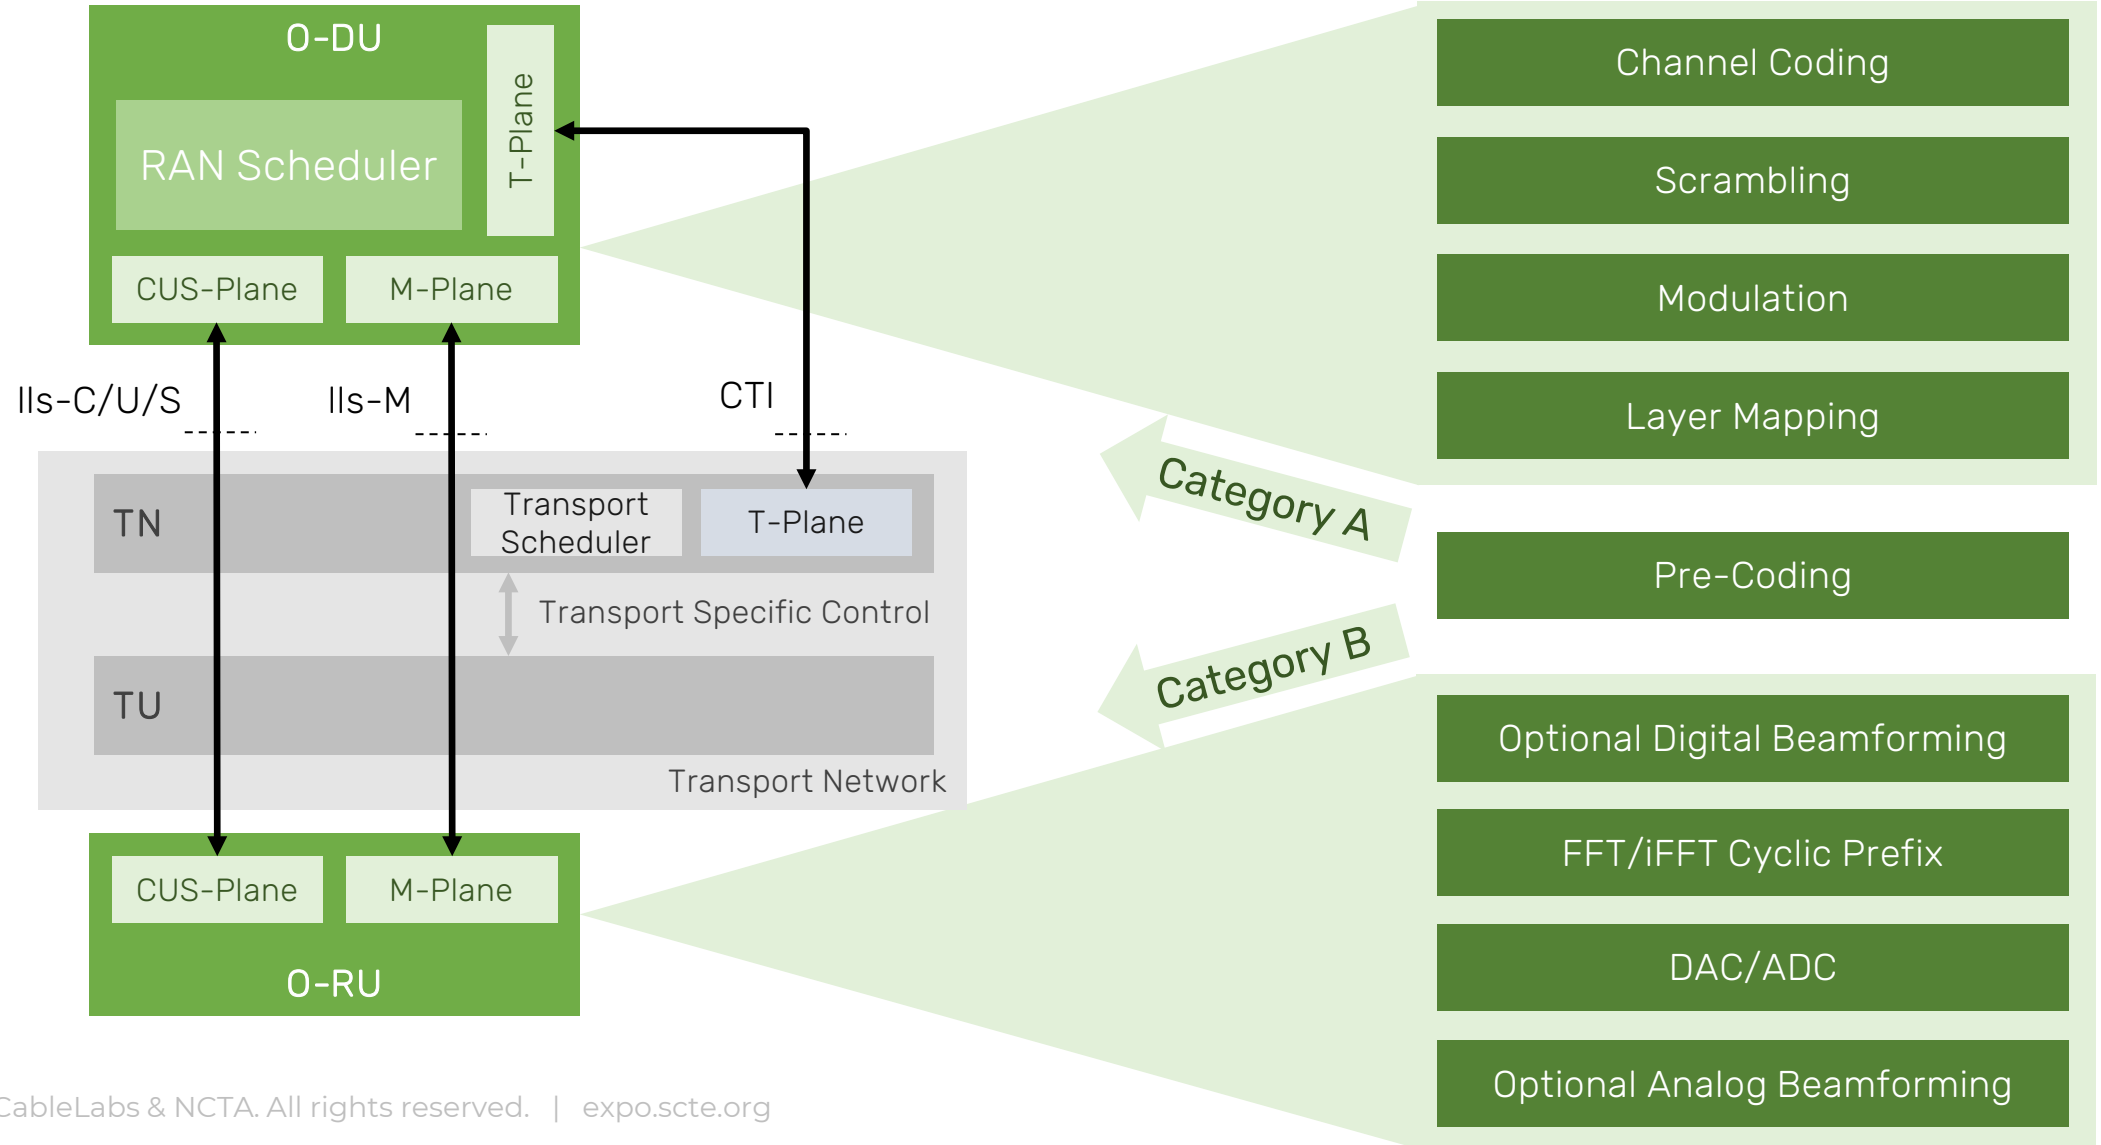 O-DU
T-Plane
RAN Scheduler
CUS-Plane
M-Plane
lls-C/U/S
lls-M
CTI
TN
Transport
Scheduler
T-Plane
Transport Specific Control
TU
Transport Network
CUS-Plane
M-Plane
O-RU
Channel Coding
Scrambling
Modulation
Layer Mapping
Category A
Pre-Coding
Category B
Optional Digital Beamforming
FFT/iFFT Cyclic Prefix
DAC/ADC
Optional Analog Beamforming
CableLabs & NCTA. All rights reserved. | expo.scte.org